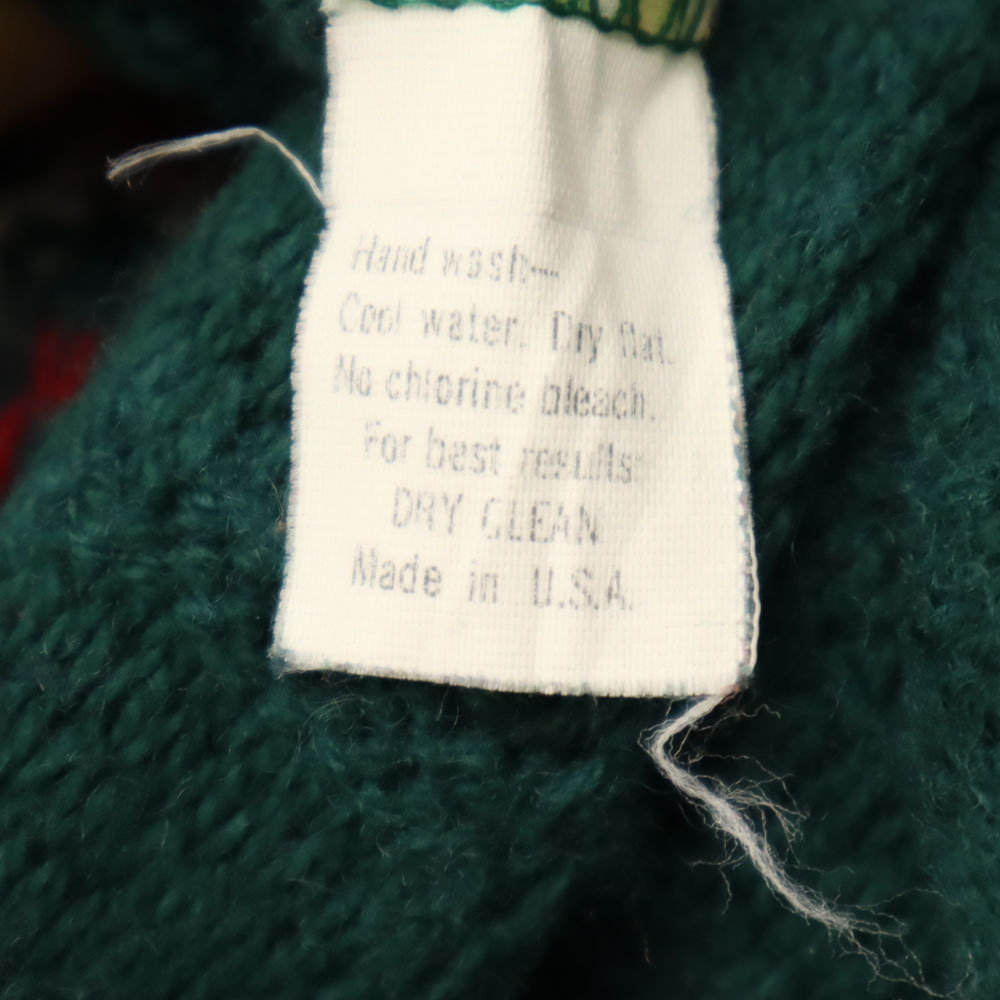 Hand wash—
Cool water. Dry flat.
No chlorine bleach.
For best results:
DRY CLEAN
Made in U.S.A.